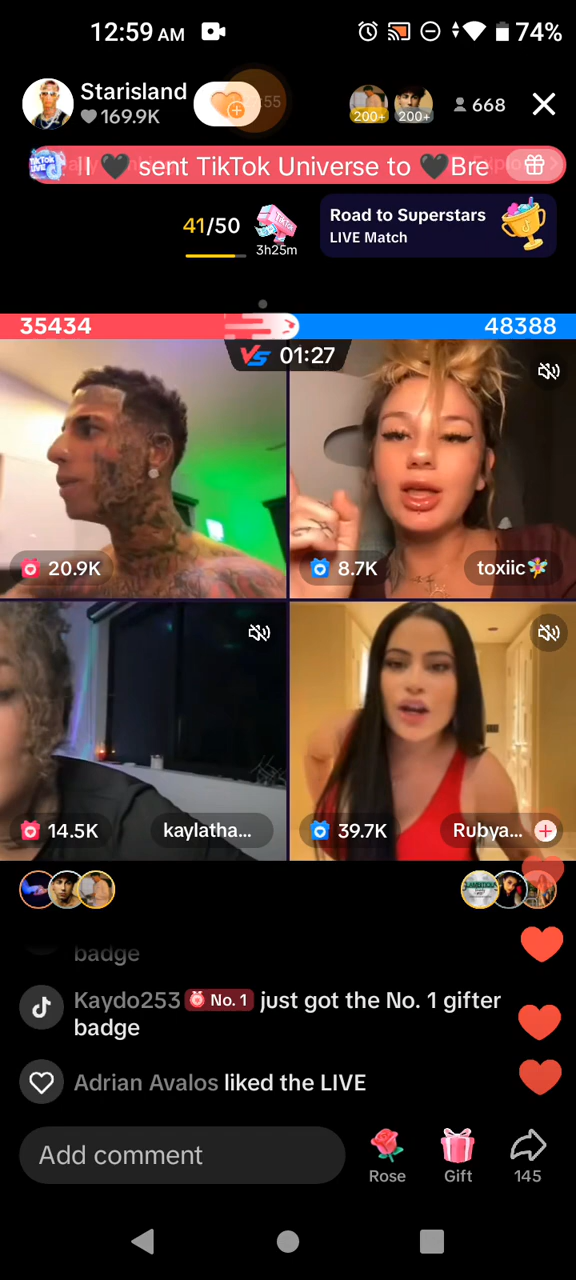 12:59 AM
74%
Starisland
169.9K
200+
200+
668
I 🖤 sent TikTok Universe to 🖤Bre
41/50
3h25m
Road to Superstars
LIVE Match
35434
48388
VS 01:27
20.9K
8.7K
toxiic🧚
14.5K
kaylatha...
39.7K
Rubya...
badge
Kaydo253 No. 1 just got the No. 1 gifter
badge
Adrian Avalos liked the LIVE
Add comment
Rose
Gift
145